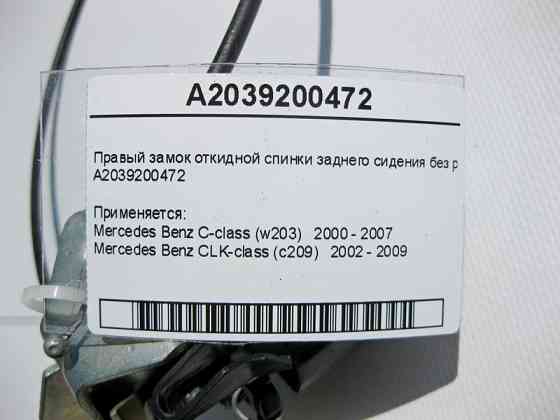 A2039200472
Правый замок откидной спинки заднего сидения без р
A2039200472
Применяется:
Mercedes Benz C-class (w203) 2000 - 2007
Mercedes Benz CLK-class (c209) 2002 - 2009